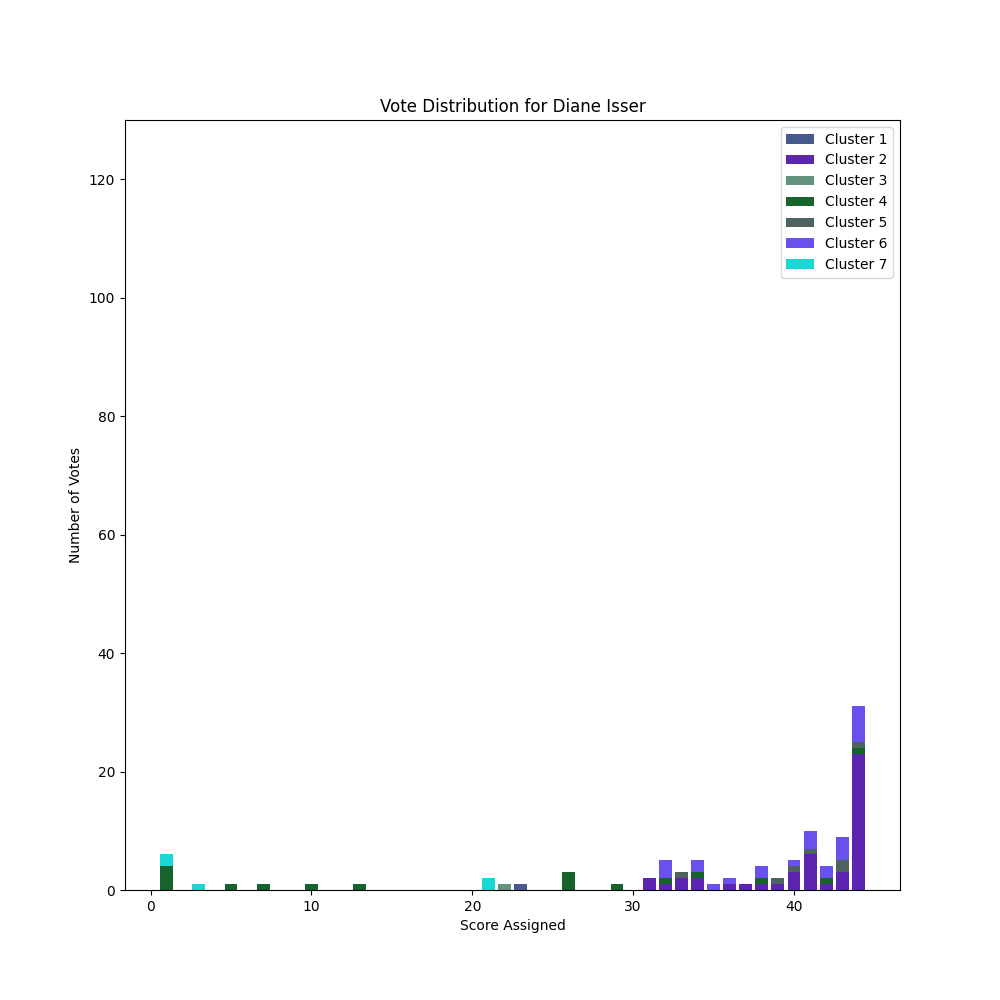 Vote Distribution for Diane Isser
Cluster 1
Cluster 2
Cluster 3
Cluster 4
Cluster 5
Cluster 6
Cluster 7
120
100
80
60
40
20
0
Number of Votes
0 10 20 30 40
Score Assigned